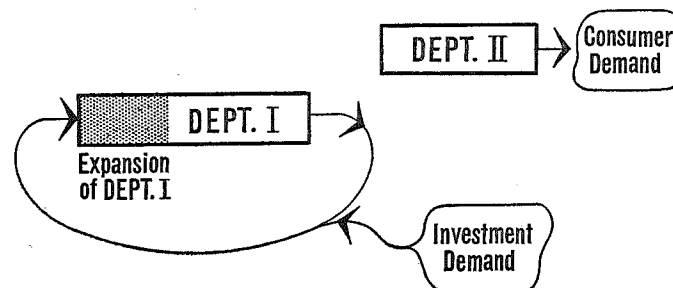 DEPT. II
Consumer
Demand
DEPT. I
Expansion
of DEPT. I
Investment
Demand